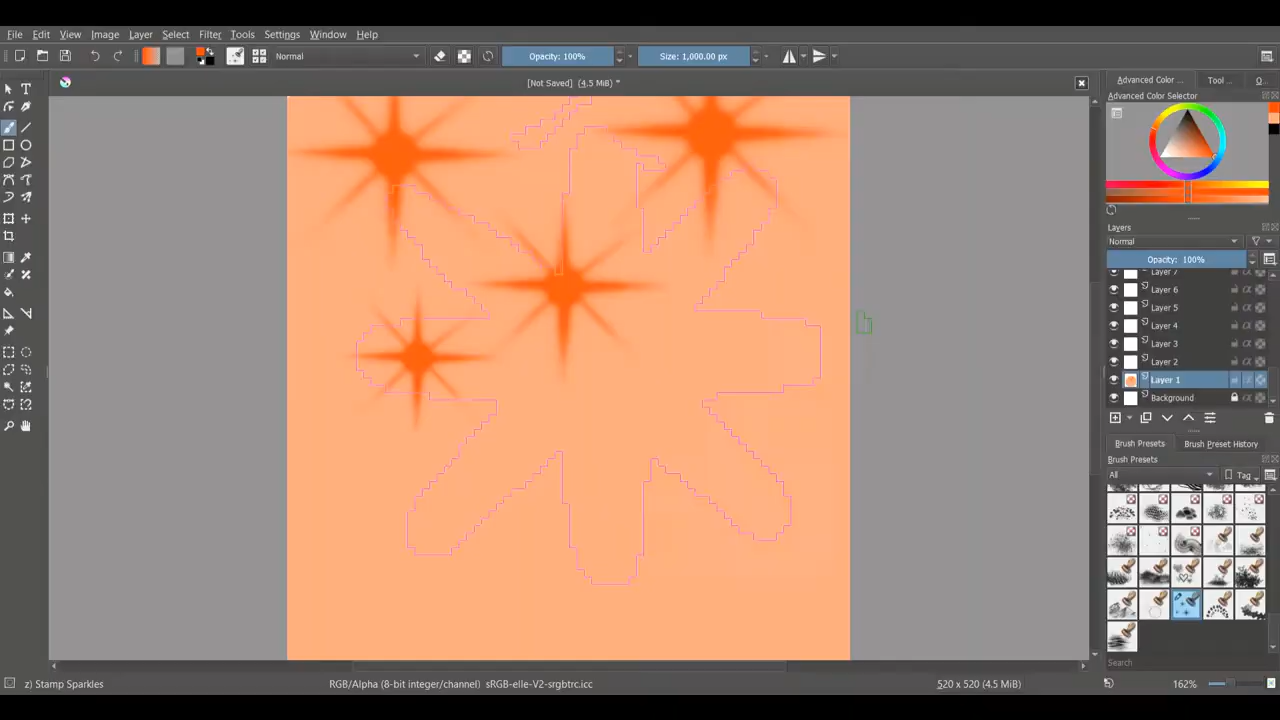 File Edit View Image Layer Select Filter Tools Settings Window Help
Normal
Opacity: 100%
Size: 1,000.00 px
[Not Saved] (4.5 MiB) *
Advanced Color ...
Tool ...
O...
Advanced Color Selector
Layers
Normal
Opacity: 100%
Layer 7
Layer 6
Layer 5
Layer 4
Layer 3
Layer 2
Layer 1
Background
Brush Presets
Brush Preset History
Brush Presets
All
Tag
Search
z) Stamp Sparkles
RGB/Alpha (8-bit integer/channel) sRGB-elle-V2-srgbtrc.icc
520 x 520 (4.5 MiB)
162%